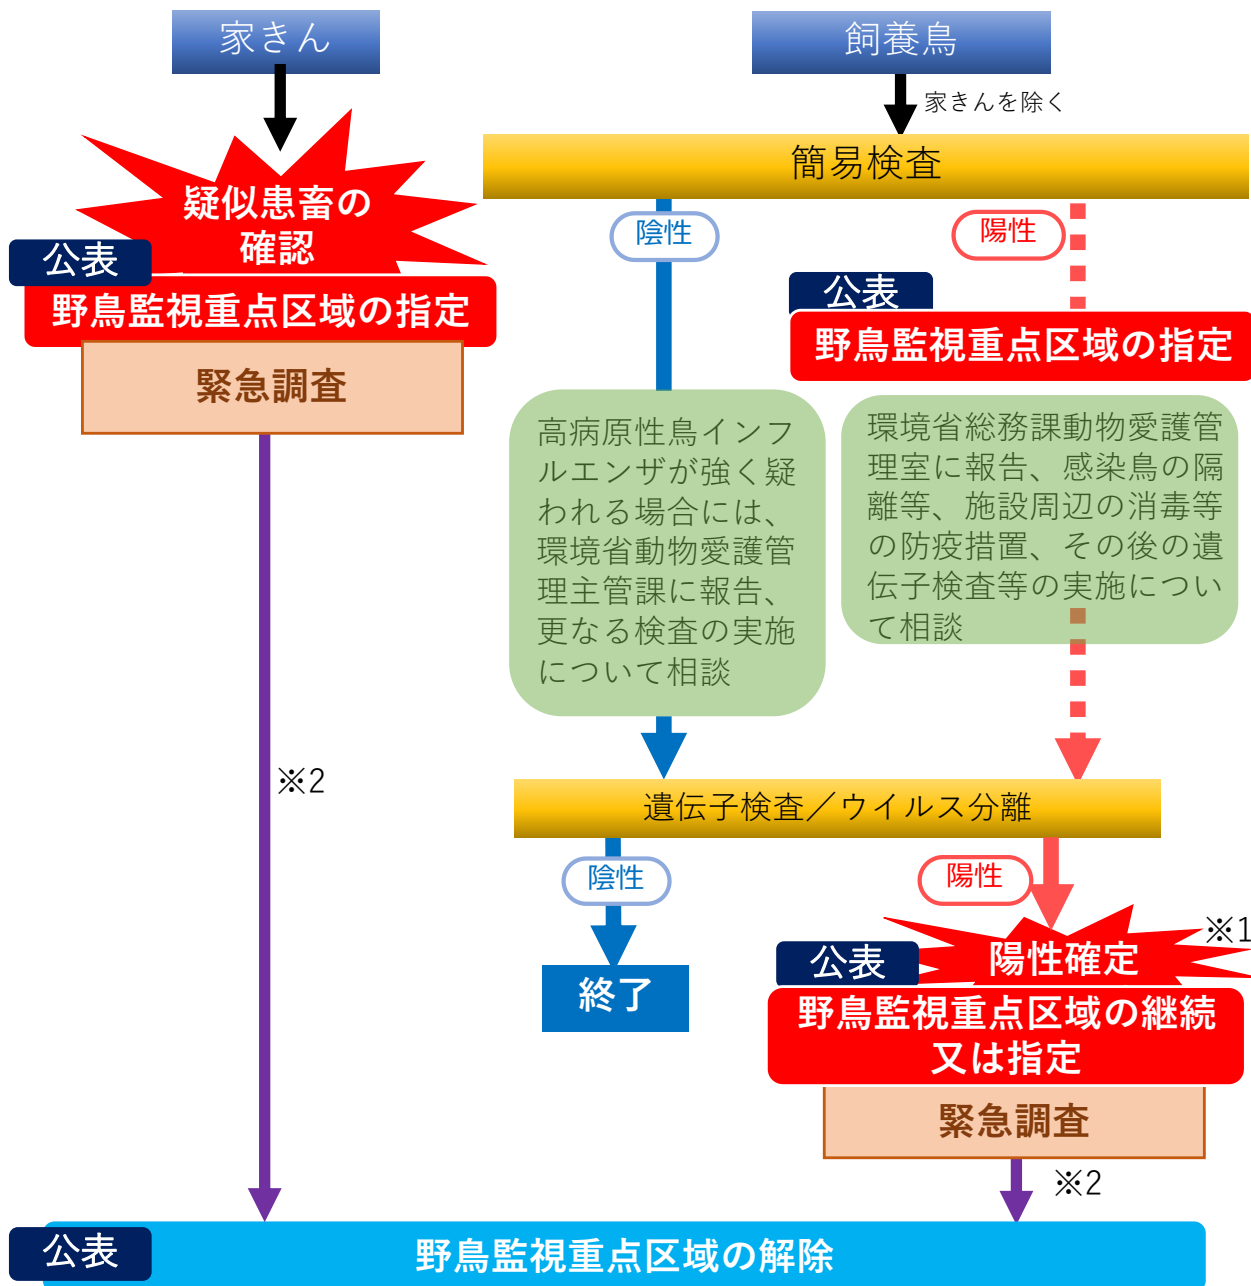 家きん
飼養鳥
家きんを除く
簡易検査
疑似患畜の
確認
公表
野鳥監視重点区域の指定
緊急調査
陰性
陽性
公表
野鳥監視重点区域の指定
高病原性鳥インフ
ルエンザが強く疑
われる場合には、
環境省動物愛護管
理主管課に報告、
更なる検査の実施
について相談
環境省総務課動物愛護管
理室に報告、感染鳥の隔
離等、施設周辺の消毒等
の防疫措置、その後の遺
伝子検査等の実施につい
て相談
※2
遺伝子検査／ウイルス分離
陰性
陽性
終了
※1
公表
陽性確定
野鳥監視重点区域の継続
又は指定
緊急調査
※2
公表
野鳥監視重点区域の解除